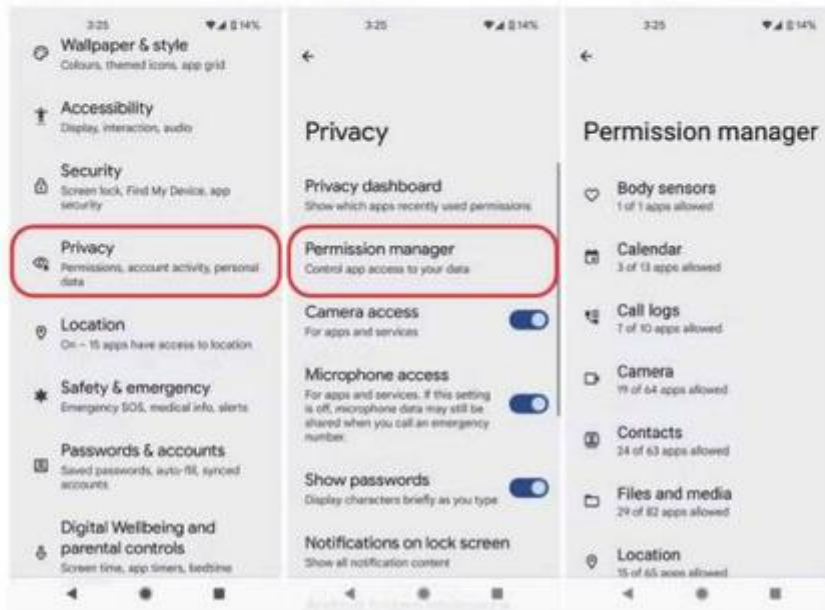 3:25
14%
Wallpaper & style
Colours, themed icons, app grid
Accessibility
Display, interaction, audio
Security
Screen lock, Find My Device, app
security
Privacy
Permissions, account activity, personal
data
Location
On – 15 apps have access to location
Safety & emergency
Emergency SOS, medical info, alerts
Passwords & accounts
Saved passwords, auto-fill, synced
accounts
Digital Wellbeing and
parental controls
Screen time, app timers, bedtime
3:25
14%
Privacy
Privacy dashboard
Show which apps recently used permissions
Permission manager
Control app access to your data
Camera access
For apps and services
Microphone access
For apps and services. If this setting
is off, microphone data may still be
shared when you call an emergency
number.
Show passwords
Display characters briefly as you type
Notifications on lock screen
Show all notification content
3:25
14%
Permission manager
Body sensors
1 of 1 apps allowed
Calendar
3 of 13 apps allowed
Call logs
7 of 10 apps allowed
Camera
19 of 64 apps allowed
Contacts
24 of 63 apps allowed
Files and media
29 of 82 apps allowed
Location
15 of 65 apps allowed